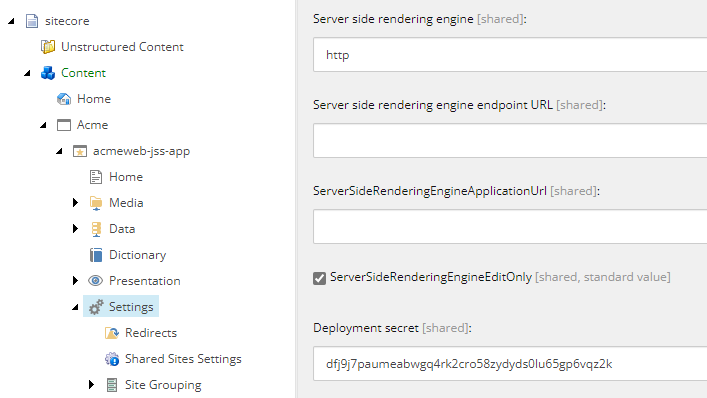 sitecore
Unstructured Content
Content
Home
Acme
acmeweb-jss-app
Home
Media
Data
Dictionary
Presentation
Settings
Redirects
Shared Sites Settings
Site Grouping
Server side rendering engine [shared]:
http
Server side rendering engine endpoint URL [shared]:
ServerSideRenderingEngineApplicationUrl [shared]:
ServerSideRenderingEngineEditOnly [shared, standard value]
Deployment secret [shared]:
dfj9j7paumeabwgq4rk2cro58zydyds0lu65gp6vqz2k